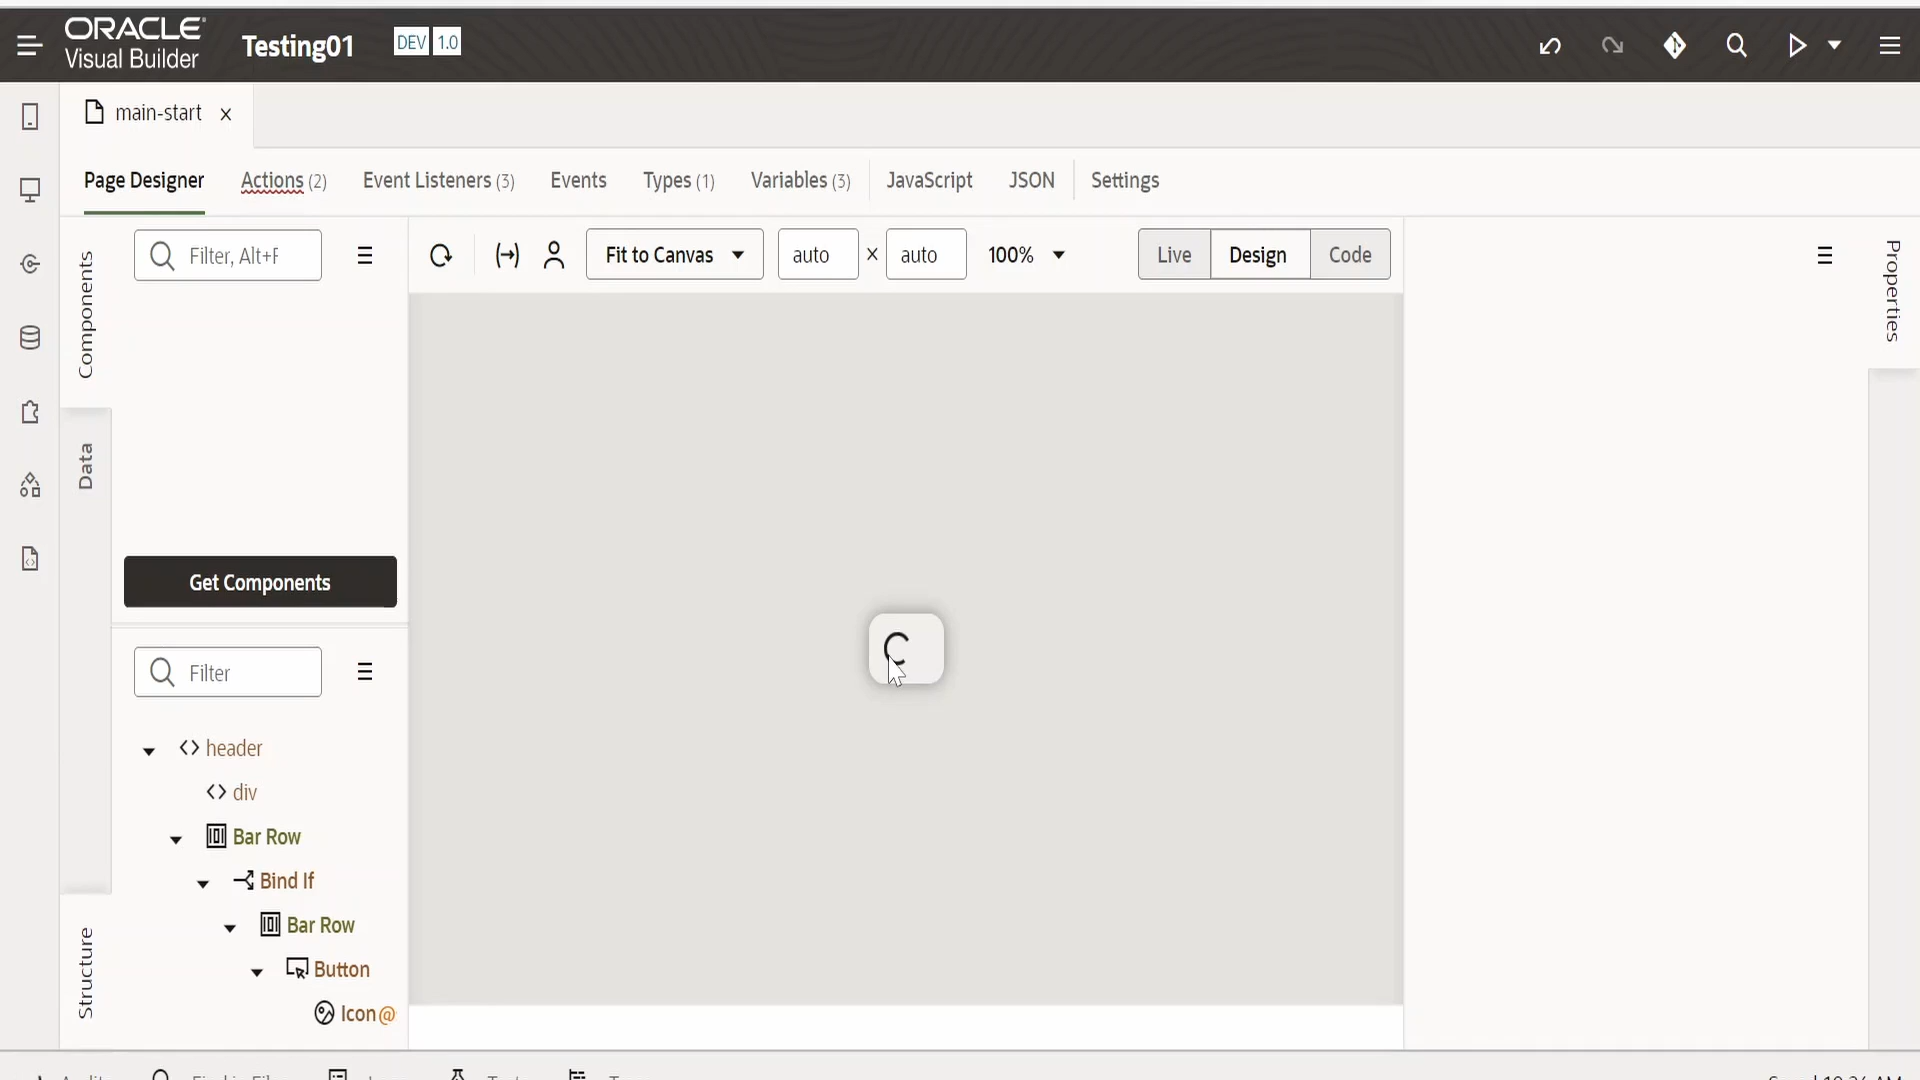 ORACLE
Visual Builder
Testing01
DEV 1.0
main-start x
Page Designer
Actions (2)
Event Listeners (3)
Events
Types (1)
Variables (3)
JavaScript
JSON
Settings
Components
Filter, Alt+F
Fit to Canvas
auto x auto
100%
Live
Design
Code
Properties
Data
Get Components
Filter
header
div
Bar Row
Bind If
Bar Row
Button
Icon@
Structure